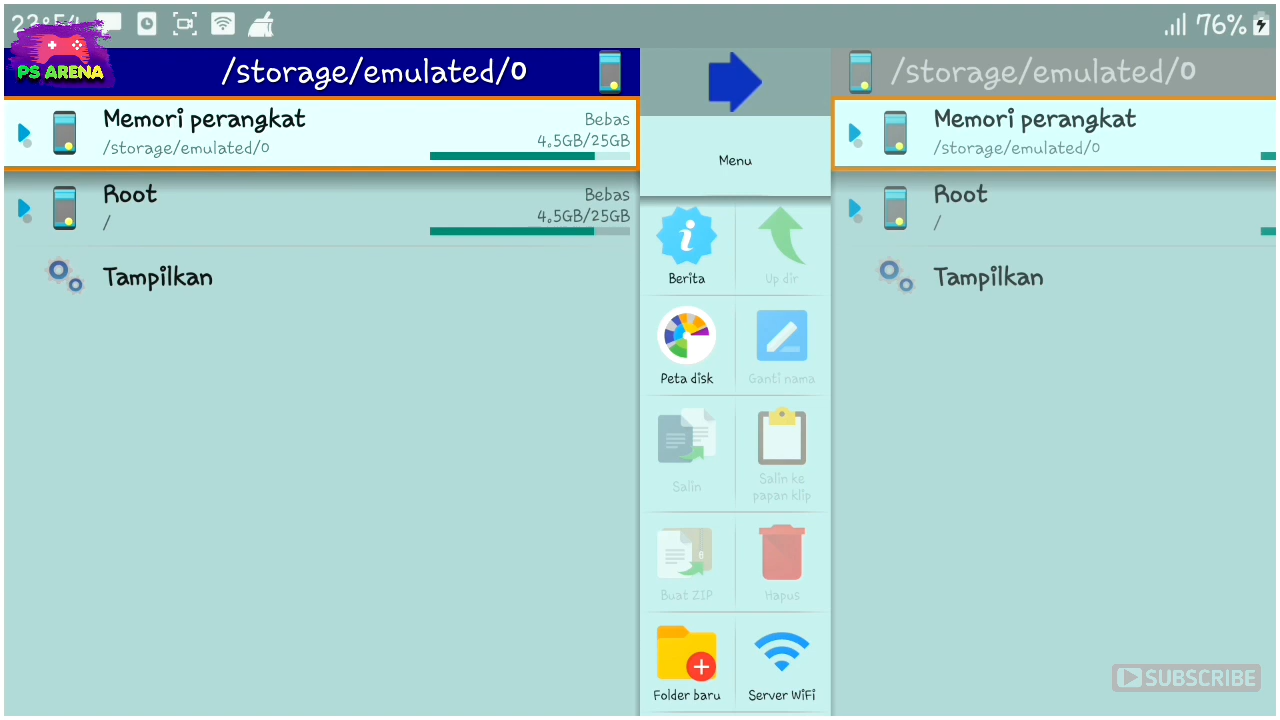 23:54
76%
PS ARENA
/storage/emulated/0
/storage/emulated/0
Memori perangkat
/storage/emulated/0
Bebas
4.5GB/25GB
Root
/
Bebas
4.5GB/25GB
Tampilkan
Menu
Berita
Up dir
Peta disk
Ganti nama
Salin
Salin ke
papan klip
Buat ZIP
Hapus
Folder baru
Server WiFi
Memori perangkat
/storage/emulated/0
Root
/
Tampilkan
SUBSCRIBE